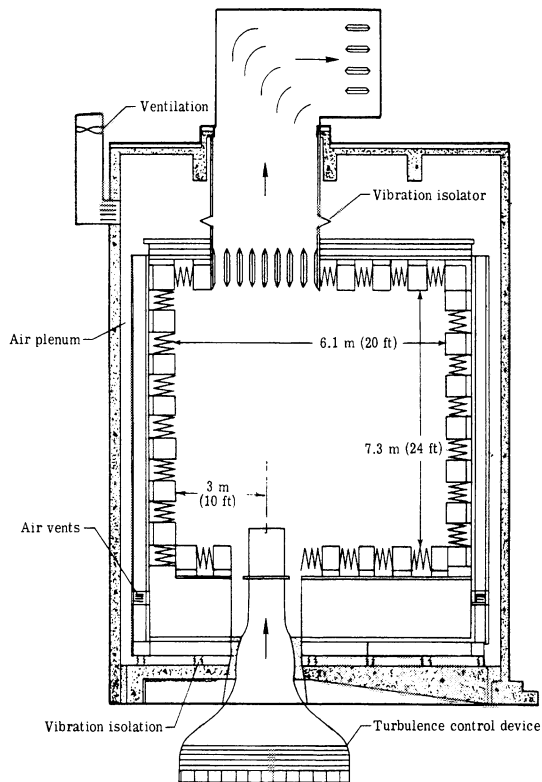 Ventilation
Vibration isolator
Air plenum
6.1 m (20 ft)
7.3 m (24 ft)
3 m
(10 ft)
Air vents
Vibration isolation
Turbulence control device